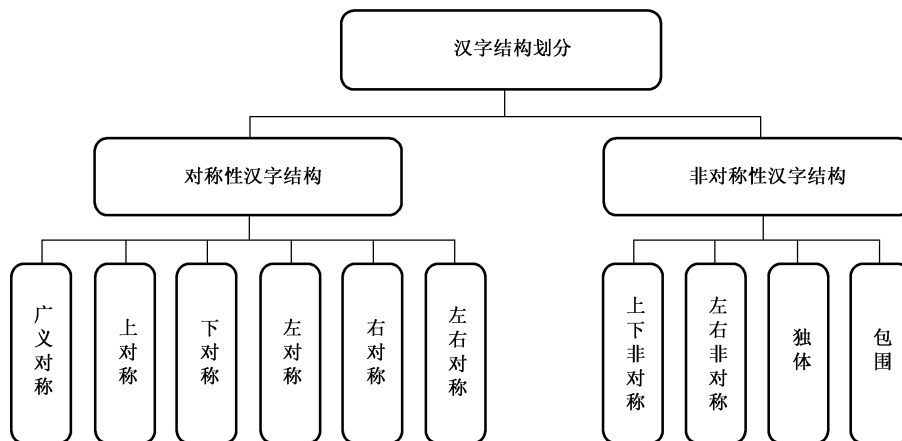 汉字结构划分
对称性汉字结构
非对称性汉字结构
广义对称
上对称
下对称
左对称
右对称
左右对称
上下非对称
左右非对称
独体
包围